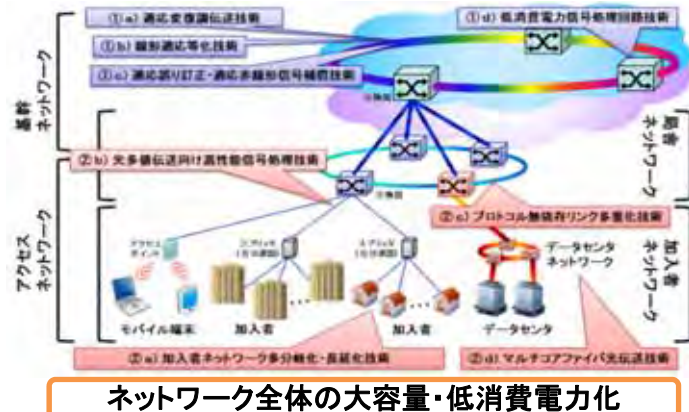 ①a) 適応変復調伝送技術
①d) 低消費電力信号処理回路技術
①b) 線形適応等化技術
①c) 適応誤り訂正・適応非線形信号補償技術
基幹
ネットワーク
局舎
ネットワーク
②b) 光多値伝送向け高性能信号処理技術
②c) プロトコル無依存リンク多重化技術
アクセス
ネットワーク
加入者
ネットワーク
アクセス
ポイント
データセンタ
ネットワーク
モバイル端末
加入者
加入者
データセンタ
②a) 加入者ネットワーク多分岐化・長延化技術
②d) マルチコアファイバ光伝送技術
ネットワーク全体の大容量・低消費電力化